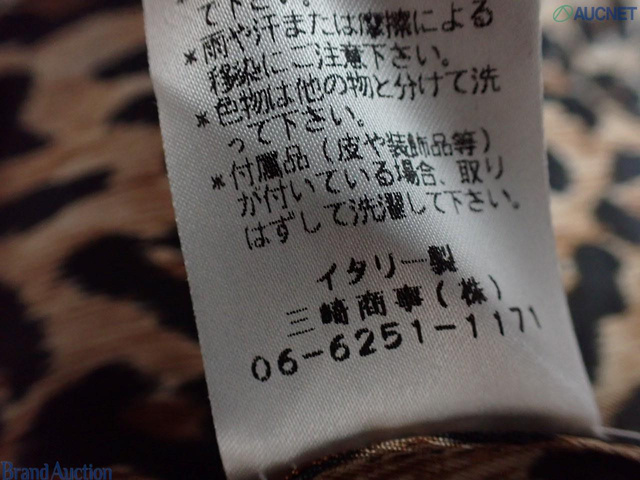 て下さい。
*雨や汗または摩擦による
移染にご注意下さい。
*色物は他の物と分けて洗
って下さい。
*付属品（皮や装飾品等）
が付いている場合、取り
はずして洗濯して下さい。
イタリー製
三崎商事(株)
06-6251-1171
AUCNET
Brand Auction